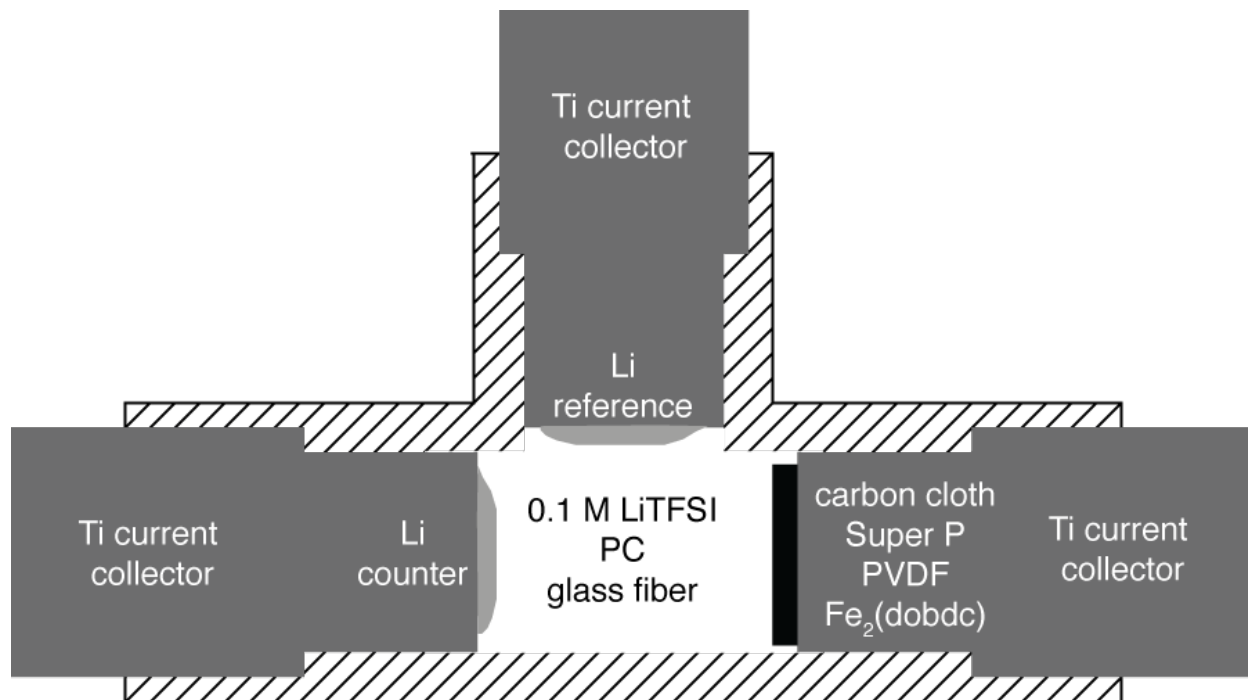 Ti current
collector
Li
reference
Ti current
collector
Li
counter
0.1 M LiTFSI
PC
glass fiber
carbon cloth
Super P
PVDF
Fe₂(dobdc)
Ti current
collector